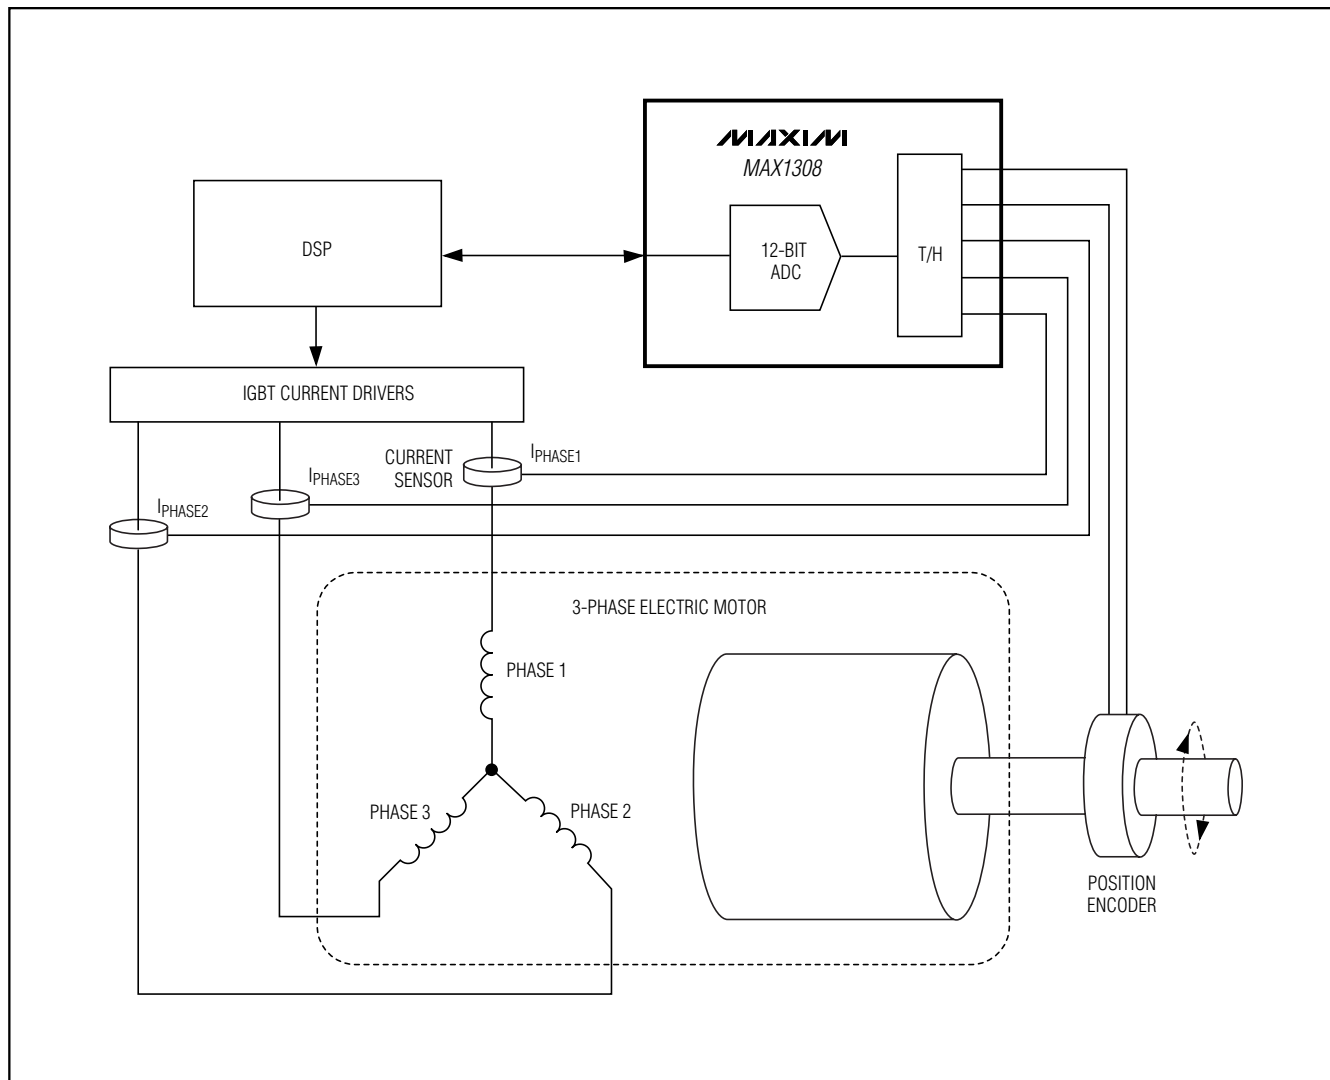 MAXIM
MAX1308
DSP
12-BIT
ADC
T/H
IGBT CURRENT DRIVERS
CURRENT
SENSOR
IPHASE1
IPHASE3
IPHASE2
3-PHASE ELECTRIC MOTOR
PHASE 1
PHASE 3
PHASE 2
POSITION
ENCODER